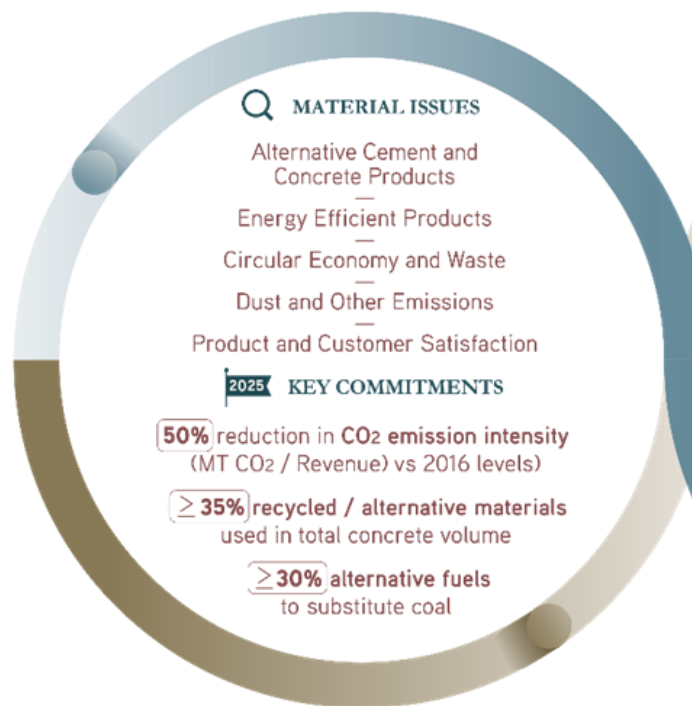 MATERIAL ISSUES
Alternative Cement and
Concrete Products
Energy Efficient Products
Circular Economy and Waste
Dust and Other Emissions
Product and Customer Satisfaction
2025 KEY COMMITMENTS
50% reduction in CO2 emission intensity
(MT CO2 / Revenue) vs 2016 levels)
≥ 35% recycled / alternative materials
used in total concrete volume
≥30% alternative fuels
to substitute coal